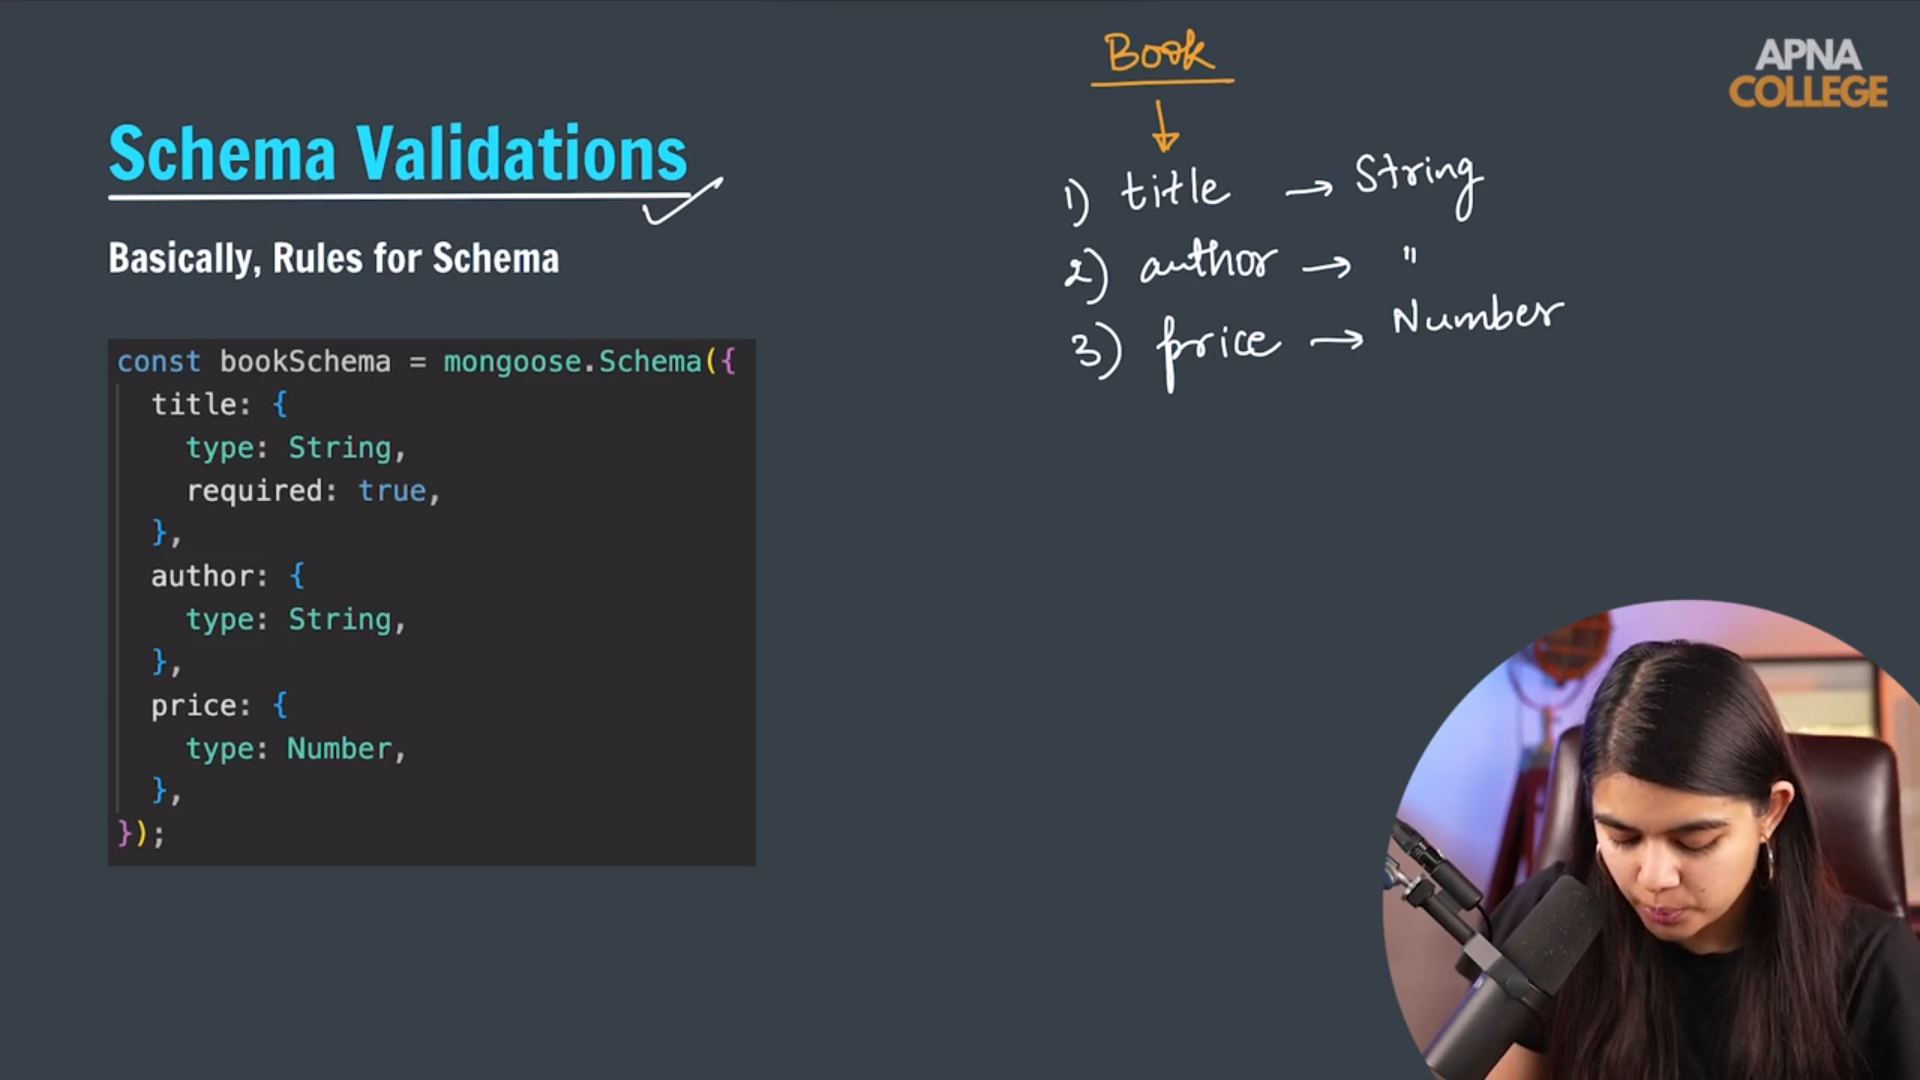 Book
APNA
COLLEGE
Schema Validations
Basically, Rules for Schema
1) title → String
2) author → "
3) price → Number
const bookSchema = mongoose.Schema({
  title: {
    type: String,
    required: true,
  },
  author: {
    type: String,
  },
  price: {
    type: Number,
  },
});